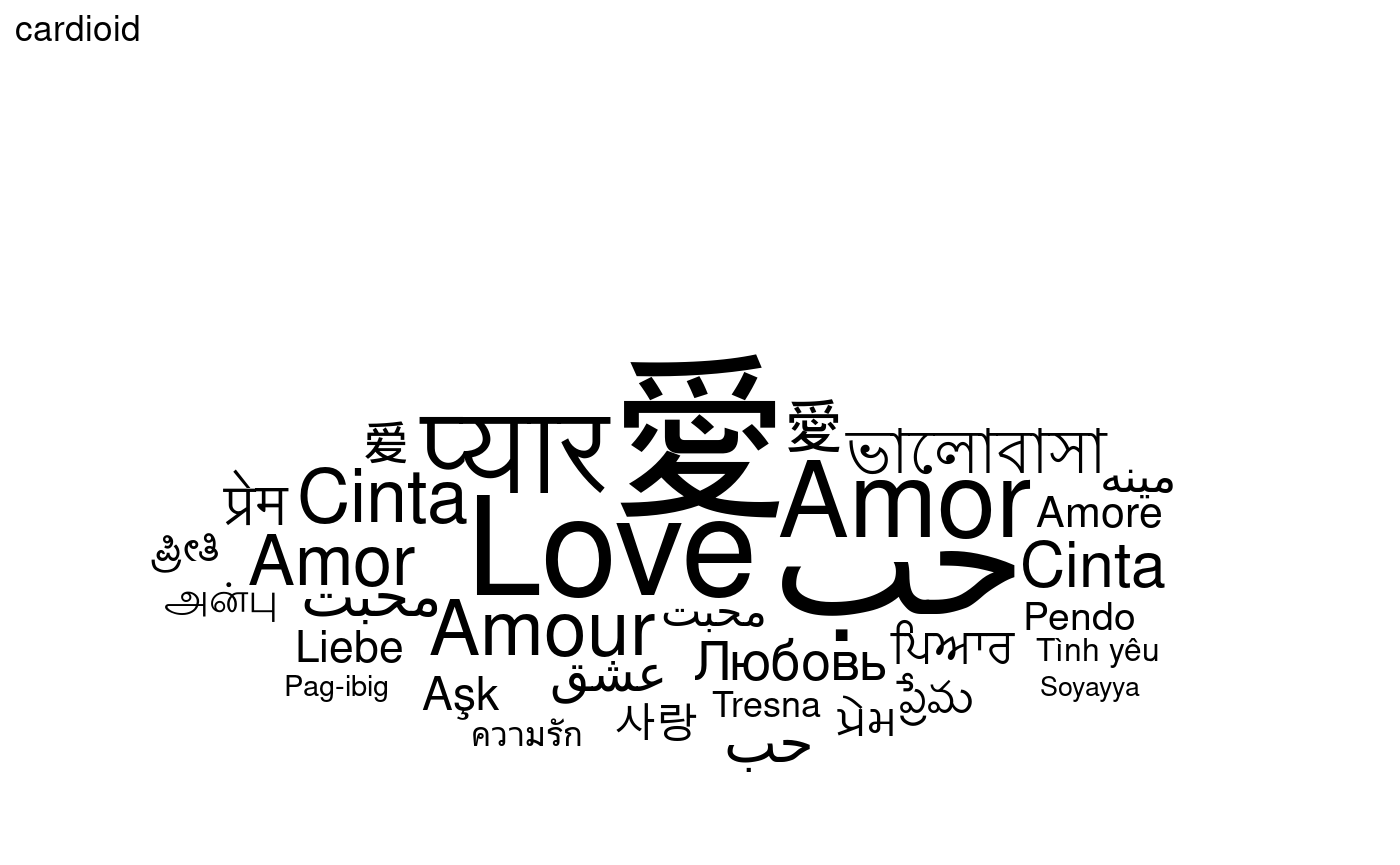 cardioid
愛
愛
प्यार
爱
ভালোবাসা
Amor
Cinta
مينه
प्रेम
Love
Amore
ಪ್ರೀತಿ
Amor
حب
Cinta
அன்பு
محبت
Amour
محبت
Pendo
Liebe
Любовь
ਪਿਆਰ
Tình yêu
Pag-ibig
Aşk
عشق
Tresna
ప్రేమ
Soyayya
ความรัก
사랑
પ્રેમ
حب